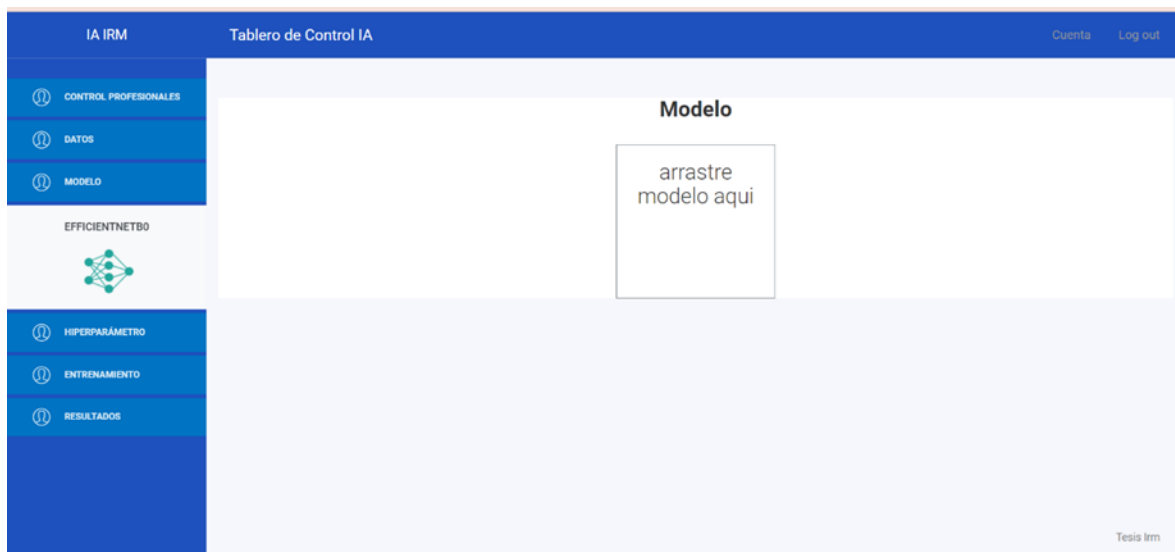 IA IRM
Tablero de Control IA
Cuenta
Log out
CONTROL PROFESIONALES
DATOS
MODELO
EFFICIENTNETB0
HIPERPARÁMETRO
ENTRENAMIENTO
RESULTADOS
Modelo
arrastre
modelo aqui
Tesis Irm